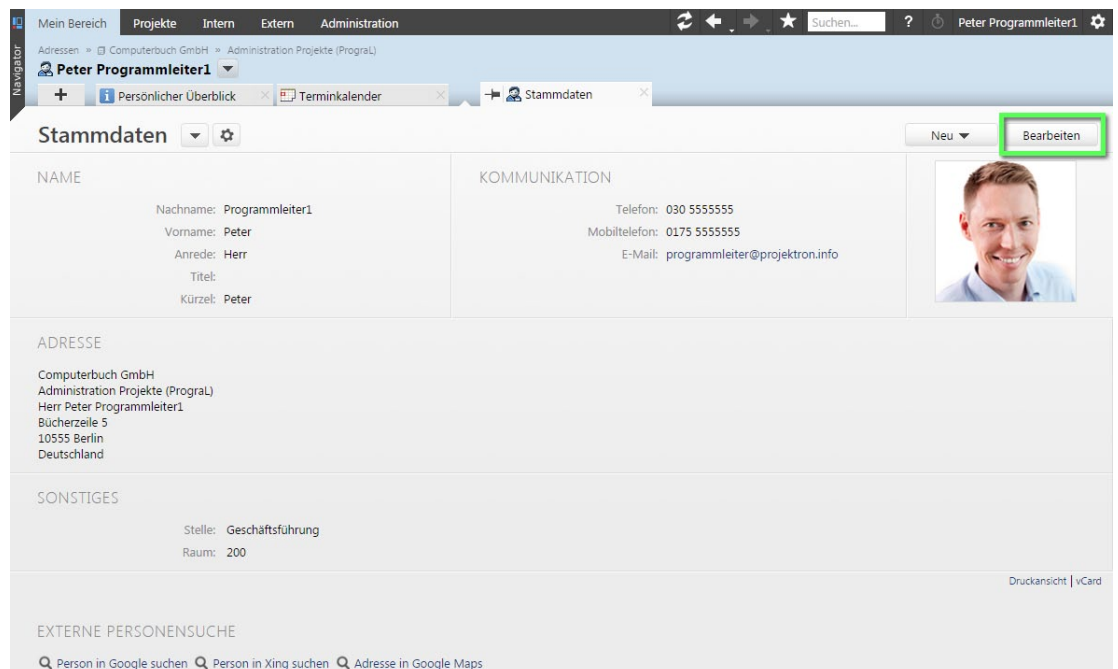 Mein Bereich Projekte Intern Extern Administration Suchen... ? Peter Programmleiter1
Navigator
Adressen » Computerbuch GmbH » Administration Projekte (PrograL)
Peter Programmleiter1
+ Persönlicher Überblick Terminkalender Stammdaten
Stammdaten Neu Bearbeiten
NAME
Nachname: Programmleiter1
Vorname: Peter
Anrede: Herr
Titel:
Kürzel: Peter
KOMMUNIKATION
Telefon: 030 5555555
Mobiltelefon: 0175 5555555
E-Mail: programmleiter@projektron.info
ADRESSE
Computerbuch GmbH
Administration Projekte (PrograL)
Herr Peter Programmleiter1
Bücherzeile 5
10555 Berlin
Deutschland
SONSTIGES
Stelle: Geschäftsführung
Raum: 200
Druckansicht | vCard
EXTERNE PERSONENSUCHE
Person in Google suchen Person in Xing suchen Adresse in Google Maps